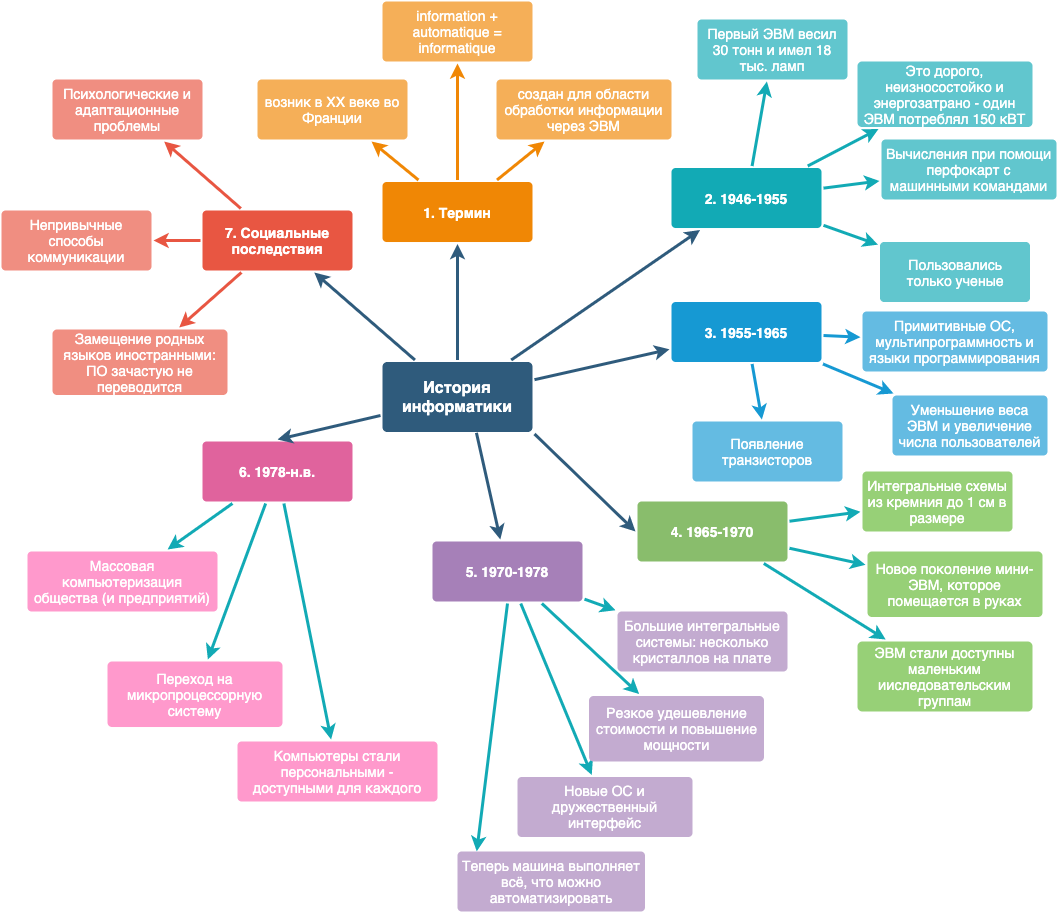 История
информатики
1. Термин
information +
automatique =
informatique
возник в XX веке во
Франции
создан для области
обработки информации
через ЭВМ
2. 1946-1955
Первый ЭВМ весил
30 тонн и имел 18
тыс. ламп
Это дорого,
неизносостойко и
энергозатрано - один
ЭВМ потреблял 150 кВТ
Вычисления при помощи
перфокарт с
машинными командами
Пользовались
только ученые
3. 1955-1965
Примитивные ОС,
мультипрограммность и
языки программирования
Уменьшение веса
ЭВМ и увеличение
числа пользователей
Появление
транзисторов
4. 1965-1970
Интегральные схемы
из кремния до 1 см в
размере
Новое поколение мини-
ЭВМ, которое
помещается в руках
ЭВМ стали доступны
маленьким
ииследовательским
группам
5. 1970-1978
Большие интегральные
системы: несколько
кристаллов на плате
Резкое удешевление
стоимости и повышение
мощности
Новые ОС и
дружественный
интерфейс
Теперь машина выполняет
всё, что можно
автоматизировать
6. 1978-н.в.
Массовая
компьютеризация
общества (и предприятий)
Переход на
микропроцессорную
систему
Компьютеры стали
персональными -
доступными для каждого
7. Социальные
последствия
Психологические и
адаптационные
проблемы
Непривычные
способы
коммуникации
Замещение родных
языков иностранными:
ПО зачастую не
переводится